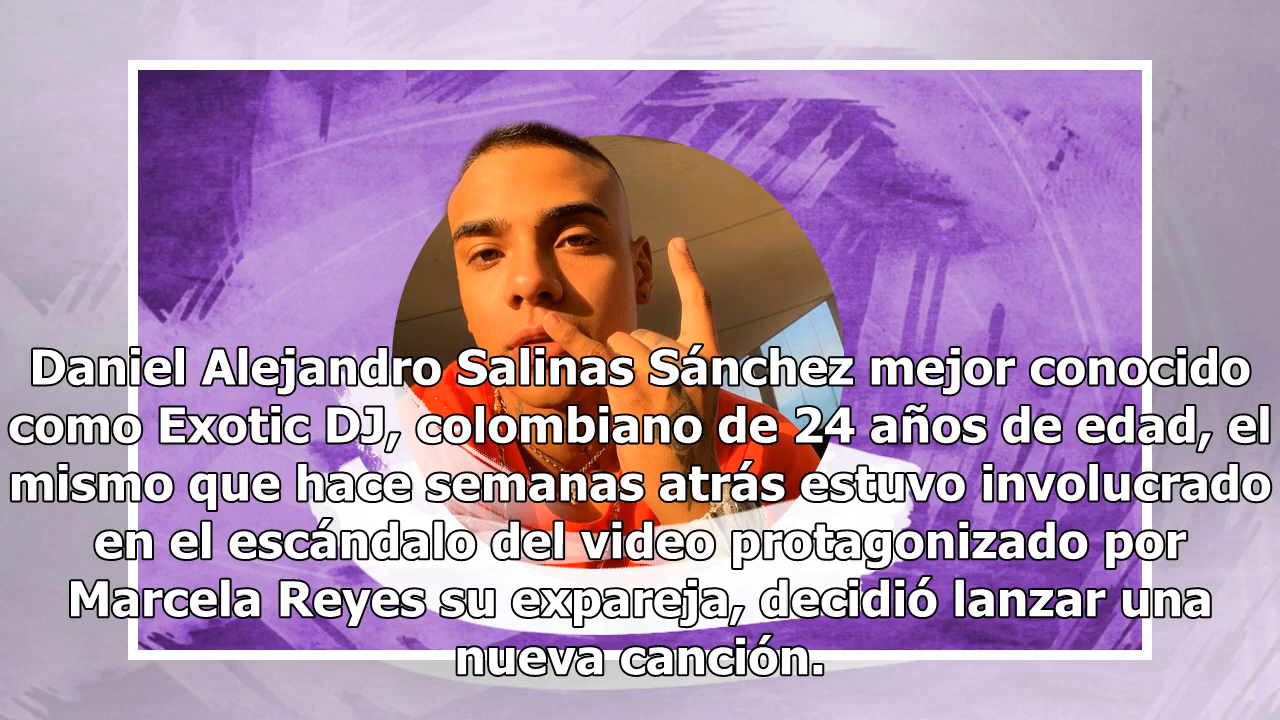 Daniel Alejandro Salinas Sánchez mejor conocido
como Exotic DJ, colombiano de 24 años de edad, el
mismo que hace semanas atrás estuvo involucrado
en el escándalo del video protagonizado por
Marcela Reyes su expareja, decidió lanzar una
nueva canción.